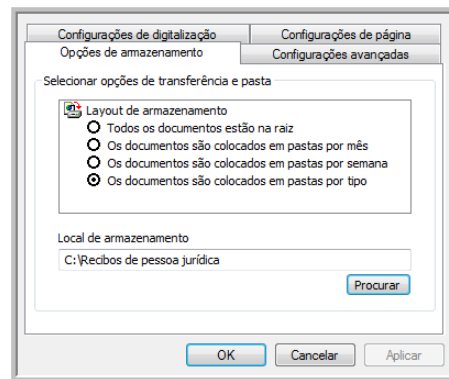 Configurações de digitalização
Configurações de página
Opções de armazenamento
Configurações avançadas
Selecionar opções de transferência e pasta
Layout de armazenamento
Todos os documentos estão na raiz
Os documentos são colocados em pastas por mês
Os documentos são colocados em pastas por semana
Os documentos são colocados em pastas por tipo
Local de armazenamento
C:\Recibos de pessoa jurídica
Procurar
OK
Cancelar
Aplicar